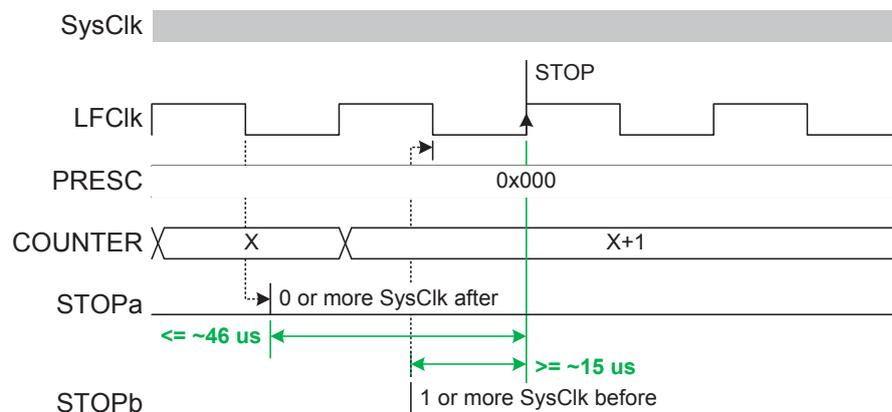 SysClk
STOP
LFClk
PRESC
0x000
COUNTER
X
X+1
STOPa
0 or more SysClk after
<= ~46 us
>= ~15 us
STOPb
1 or more SysClk before